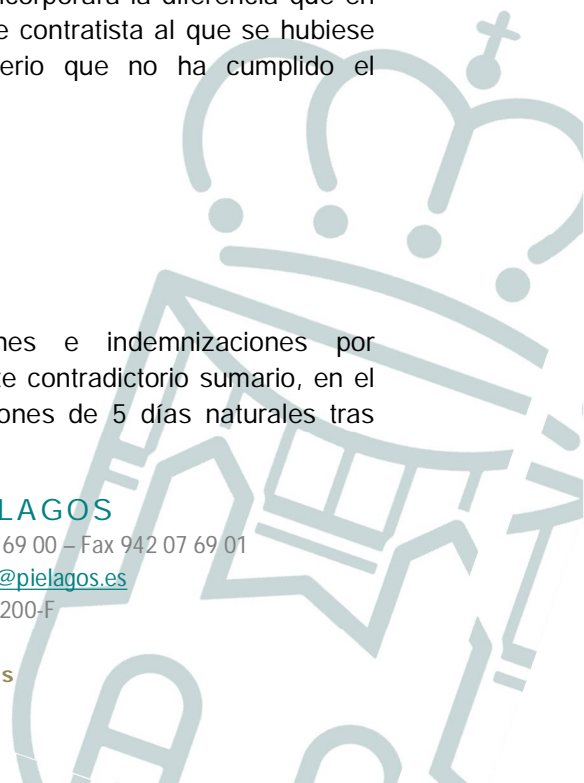 incorporará la diferencia que en
e contratista al que se hubiese
erio que no ha cumplido el
nes e indemnizaciones por
te contradictorio sumario, en el
iones de 5 días naturales tras
LAGOS
69 00 – Fax 942 07 69 01
@pielagos.es
200-F
s